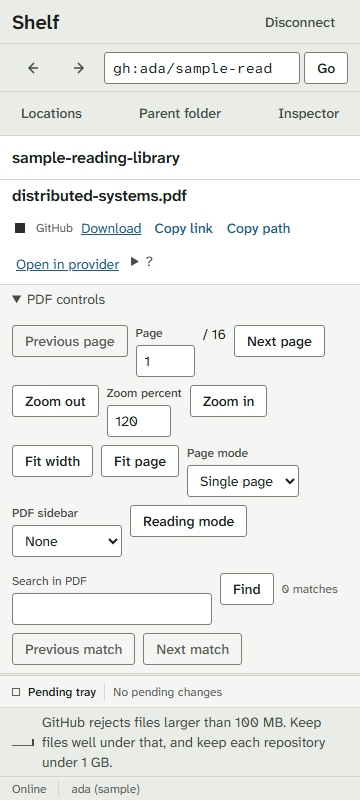 Shelf
Disconnect
← → gh:ada/sample-read Go
Locations Parent folder Inspector
sample-reading-library
distributed-systems.pdf
GitHub Download Copy link Copy path
Open in provider ▶ ?
▼ PDF controls
Previous page Page 1 / 16 Next page
Zoom out Zoom percent 120 Zoom in
Fit width Fit page Page mode Single page
PDF sidebar None Reading mode
Search in PDF Find 0 matches
Previous match Next match
Pending tray No pending changes
GitHub rejects files larger than 100 MB. Keep
files well under that, and keep each repository
under 1 GB.
Online ada (sample)